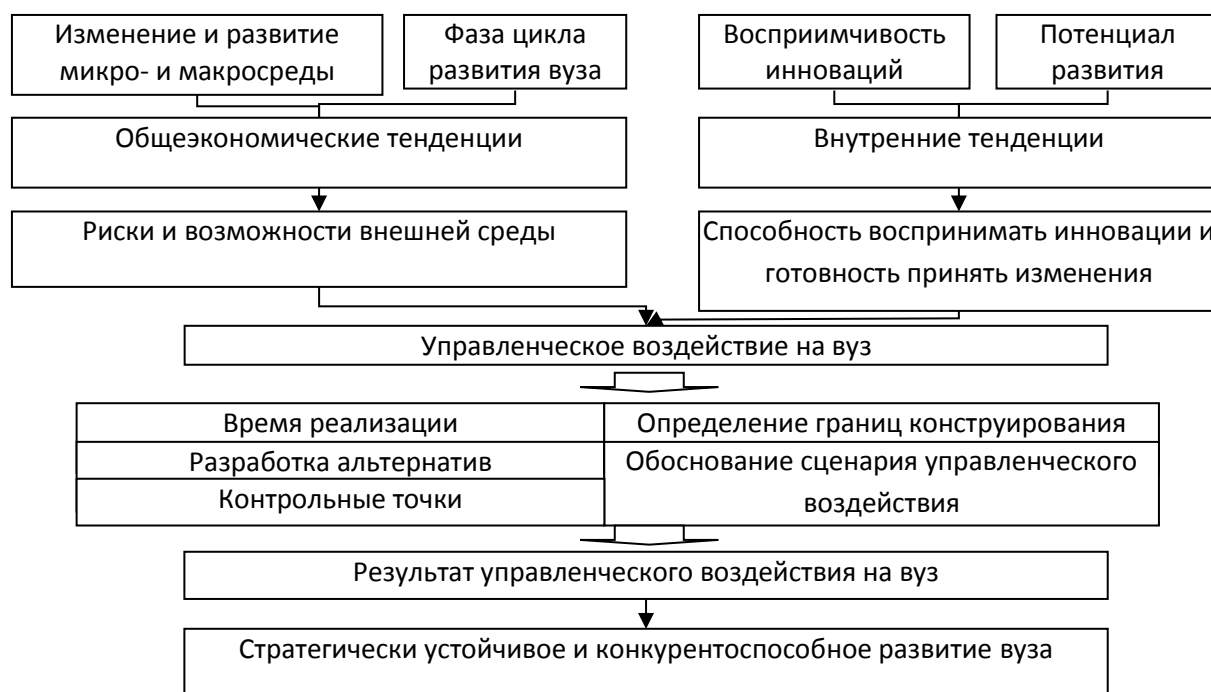 Изменение и развитие
микро- и макросреды
Фаза цикла
развития вуза
Восприимчивость
инноваций
Потенциал
развития
Общеэкономические тенденции
Внутренние тенденции
Риски и возможности внешней среды
Способность воспринимать инновации и
готовность принять изменения
Управленческое воздействие на вуз
Время реализации
Определение границ конструирования
Разработка альтернатив
Обоснование сценария управленческого
воздействия
Контрольные точки
Результат управленческого воздействия на вуз
Стратегически устойчивое и конкурентоспособное развитие вуза